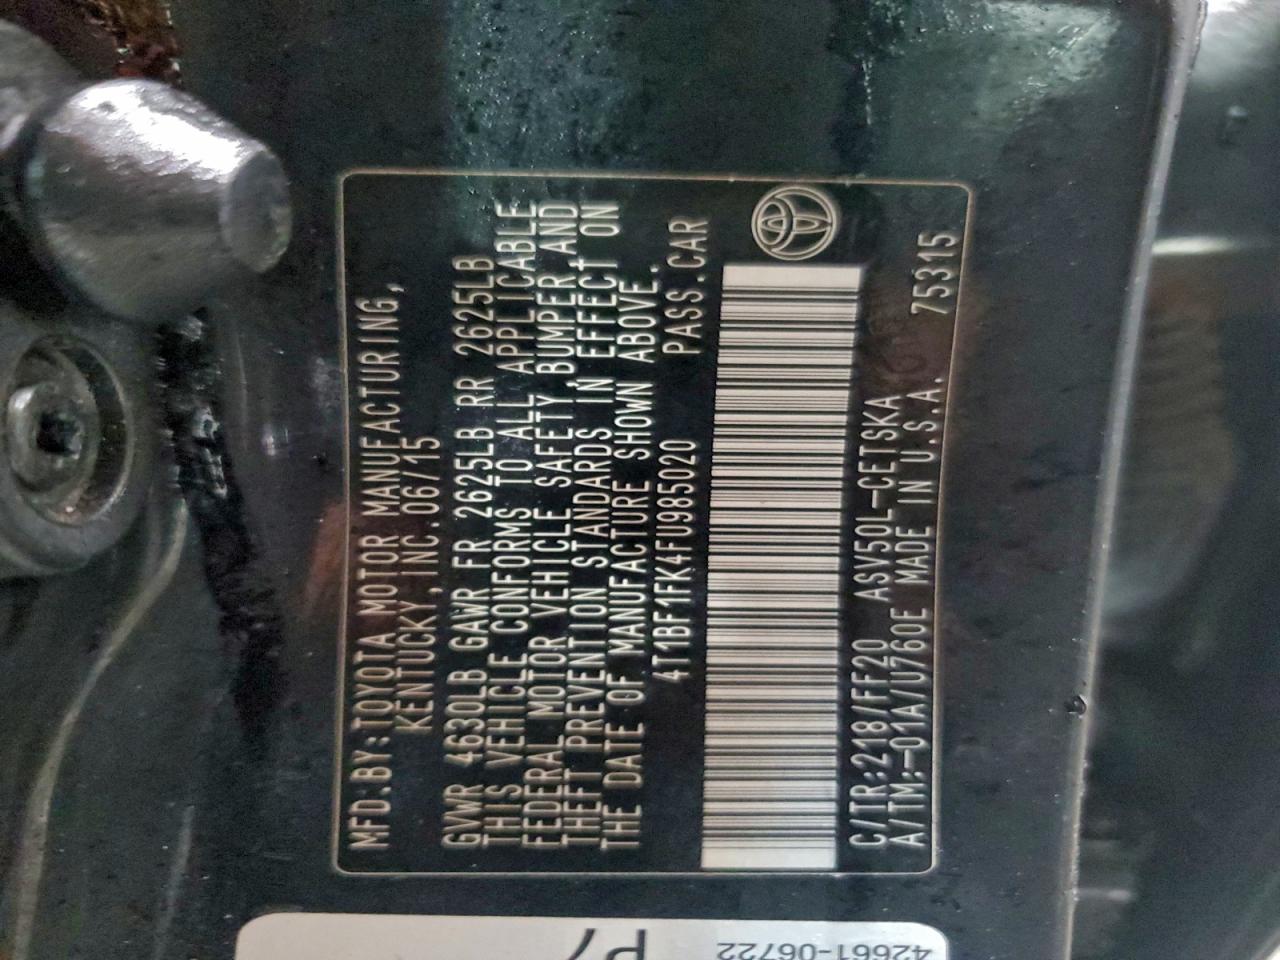 MFD.BY:TOYOTA MOTOR MANUFACTURING,
KENTUCKY, INC. 06/15
GVWR 4630LB GAWR FR 2625LB RR 2625LB
THIS VEHICLE CONFORMS TO ALL APPLICABLE
FEDERAL MOTOR VEHICLE SAFETY, BUMPER, AND
THEFT PREVENTION STANDARDS IN EFFECT ON
THE DATE OF MANUFACTURE SHOWN ABOVE.
4T1BF1FK4FU985020 PASS.CAR
C/TR:218/FF20 ASV50L-CETSKA
A/TM:-01A/U760E MADE IN U.S.A. 75315
42661-06722